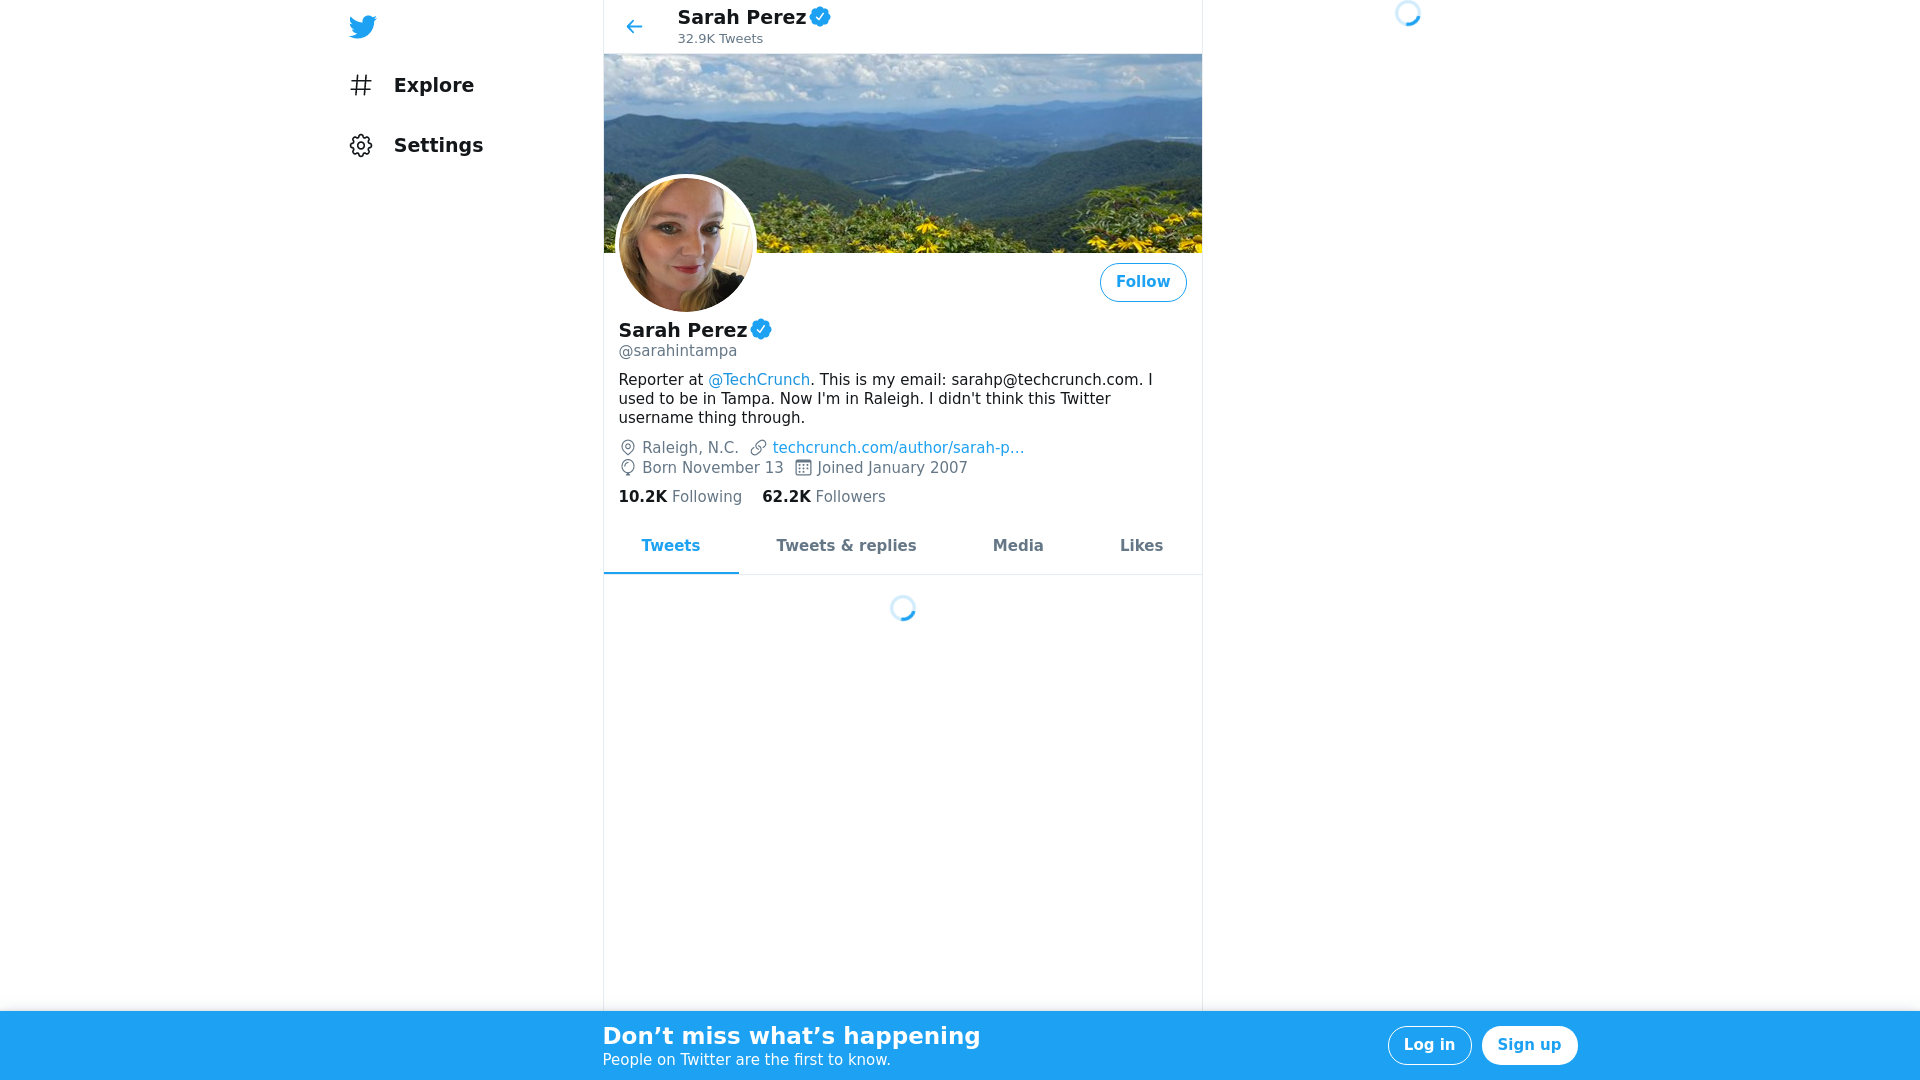 Explore
Settings
Sarah Perez
32.9K Tweets
Follow
Sarah Perez
@sarahintampa
Reporter at @TechCrunch. This is my email: sarahp@techcrunch.com. I
used to be in Tampa. Now I'm in Raleigh. I didn't think this Twitter
username thing through.
Raleigh, N.C. techcrunch.com/author/sarah-p…
Born November 13 Joined January 2007
10.2K Following 62.2K Followers
Tweets Tweets & replies Media Likes
Don’t miss what’s happening
People on Twitter are the first to know.
Log in Sign up